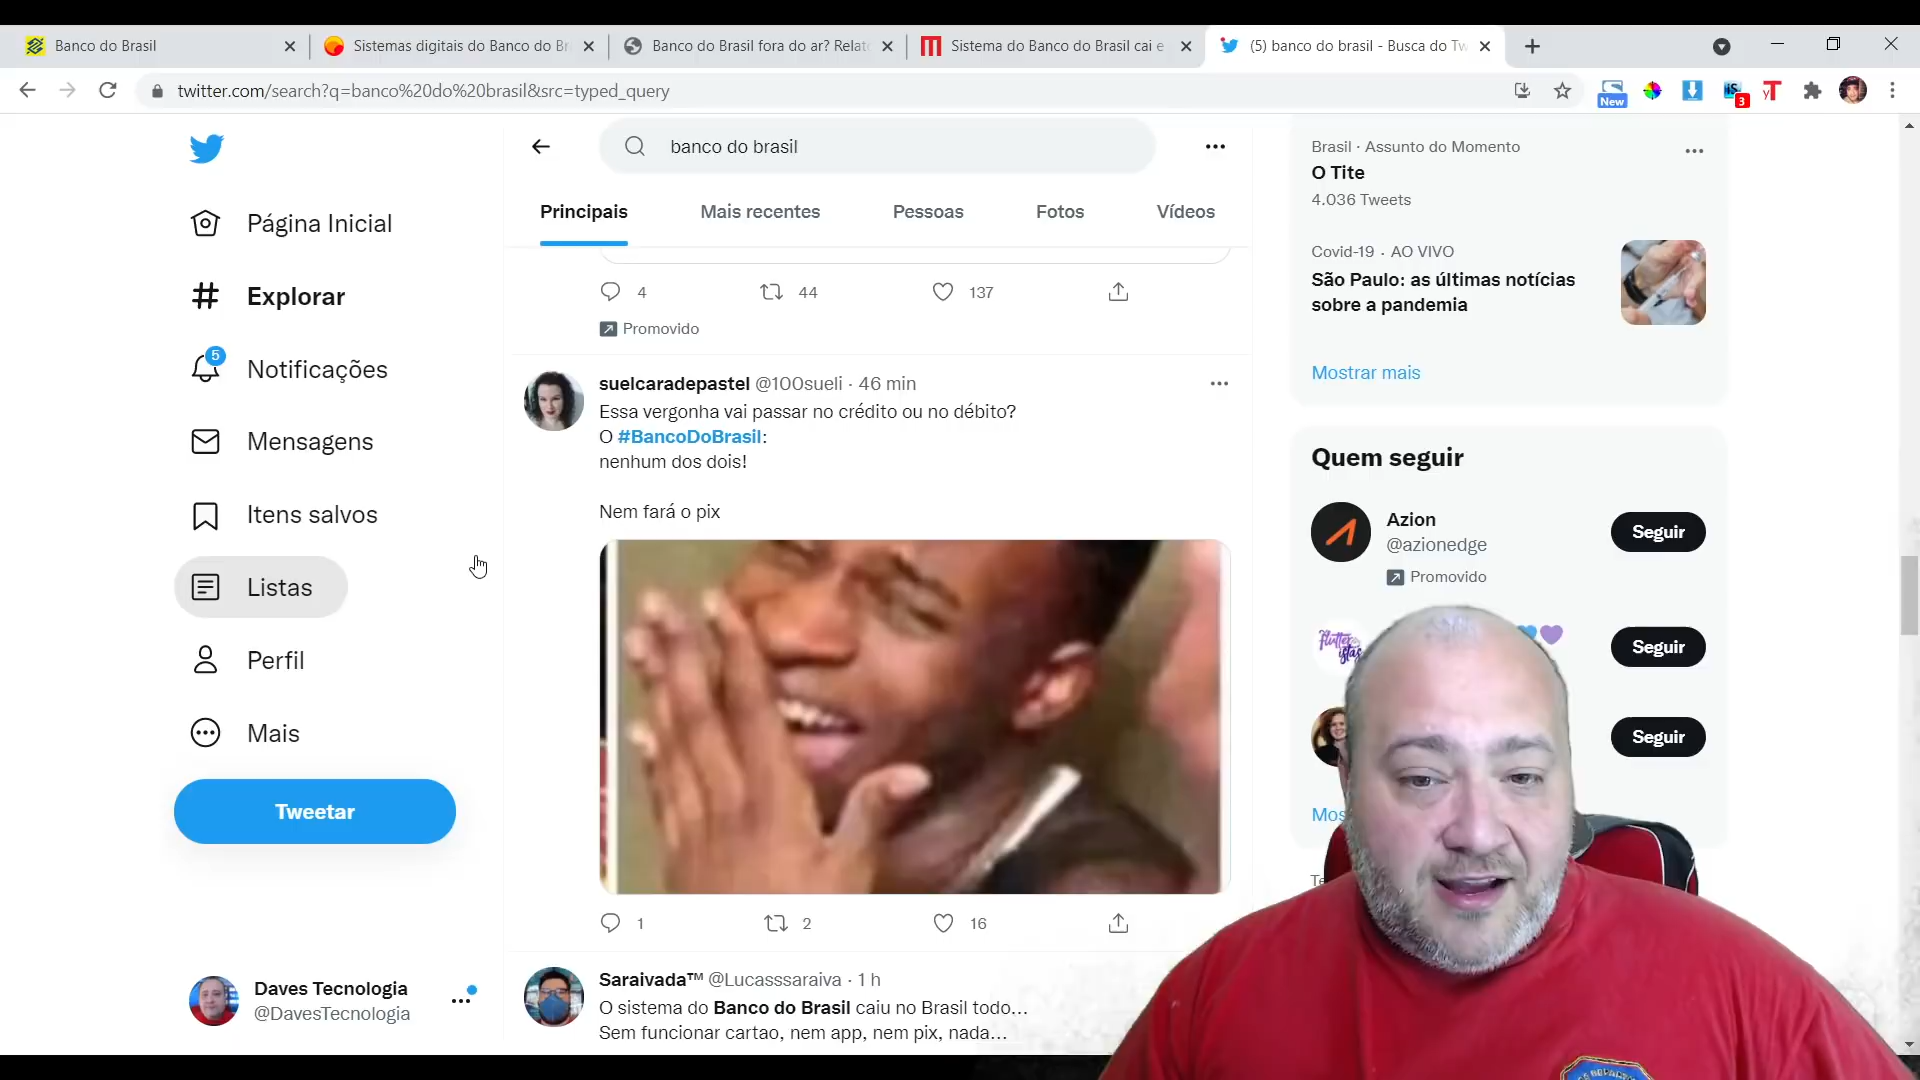 Banco do Brasil
Sistemas digitais do Banco do Br
Banco do Brasil fora do ar? Relat
Sistema do Banco do Brasil cai e
(5) banco do brasil - Busca do Tw
twitter.com/search?q=banco%20do%20brasil&src=typed_query
New
3
banco do brasil
Principais
Mais recentes
Pessoas
Fotos
Vídeos
Página Inicial
Explorar
5
Notificações
Mensagens
Itens salvos
Listas
Perfil
Mais
Tweetar
Daves Tecnologia
@DavesTecnologia
4
44
137
Promovido
suelcaradepastel @100sueli · 46 min
Essa vergonha vai passar no crédito ou no débito?
O #BancoDoBrasil:
nenhum dos dois!
Nem fará o pix
1
2
16
Saraivada™ @Lucasssaraiva · 1 h
O sistema do Banco do Brasil caiu no Brasil todo...
Sem funcionar cartao, nem app, nem pix, nada...
Brasil · Assunto do Momento
O Tite
4.036 Tweets
Covid-19 · AO VIVO
São Paulo: as últimas notícias
sobre a pandemia
Mostrar mais
Quem seguir
Azion
@azionedge
Promovido
Seguir
Seguir
Seguir
Mos
Te